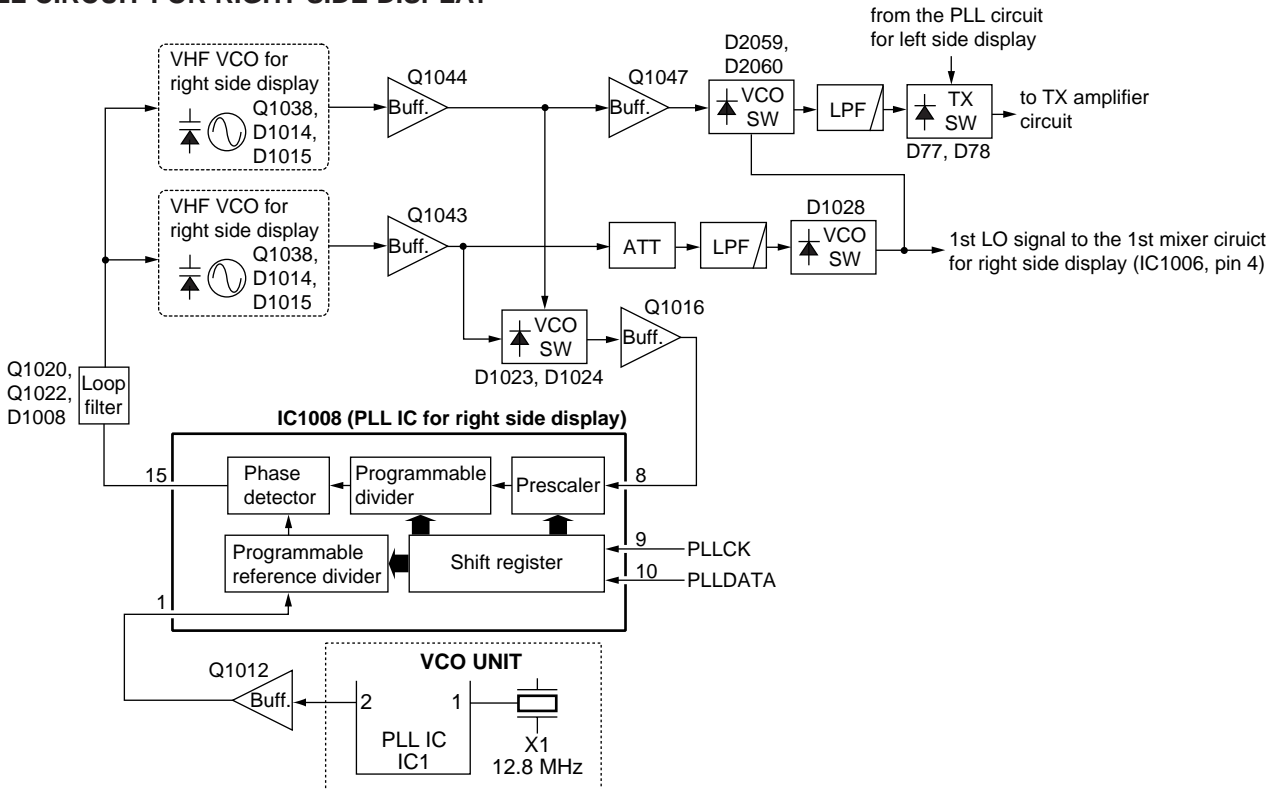 VHF VCO for
right side display
Q1038,
D1014,
D1015
Q1044
Buff.
Q1047
Buff.
D2059,
D2060
VCO
SW
LPF
from the PLL circuit
for left side display
TX
SW
D77, D78
to TX amplifier
circuit
VHF VCO for
right side display
Q1038,
D1014,
D1015
Q1043
Buff.
ATT
LPF
D1028
VCO
SW
1st LO signal to the 1st mixer ciruict
for right side display (IC1006, pin 4)
VCO
SW
D1023, D1024
Q1016
Buff.
Q1020,
Q1022,
D1008
Loop
filter
IC1008 (PLL IC for right side display)
15
Phase
detector
Programmable
divider
Prescaler
8
Programmable
reference divider
Shift register
9
PLLCK
10
PLLDATA
1
Q1012
Buff.
VCO UNIT
2
1
PLL IC
IC1
X1
12.8 MHz